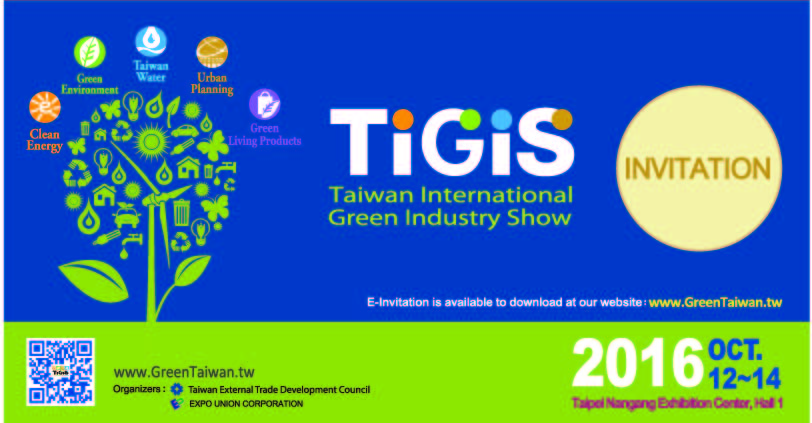 Clean
Energy
Green
Environment
Taiwan
Water
Urban
Planning
Green
Living Products
TiGiS
Taiwan International
Green Industry Show
INVITATION
E-Invitation is available to download at our website : www.GreenTaiwan.tw
TiGiS
www.GreenTaiwan.tw
Organizers : Taiwan External Trade Development Council
EXPO UNION CORPORATION
2016 OCT.
12~14
Taipei Nangang Exhibition Center, Hall 1